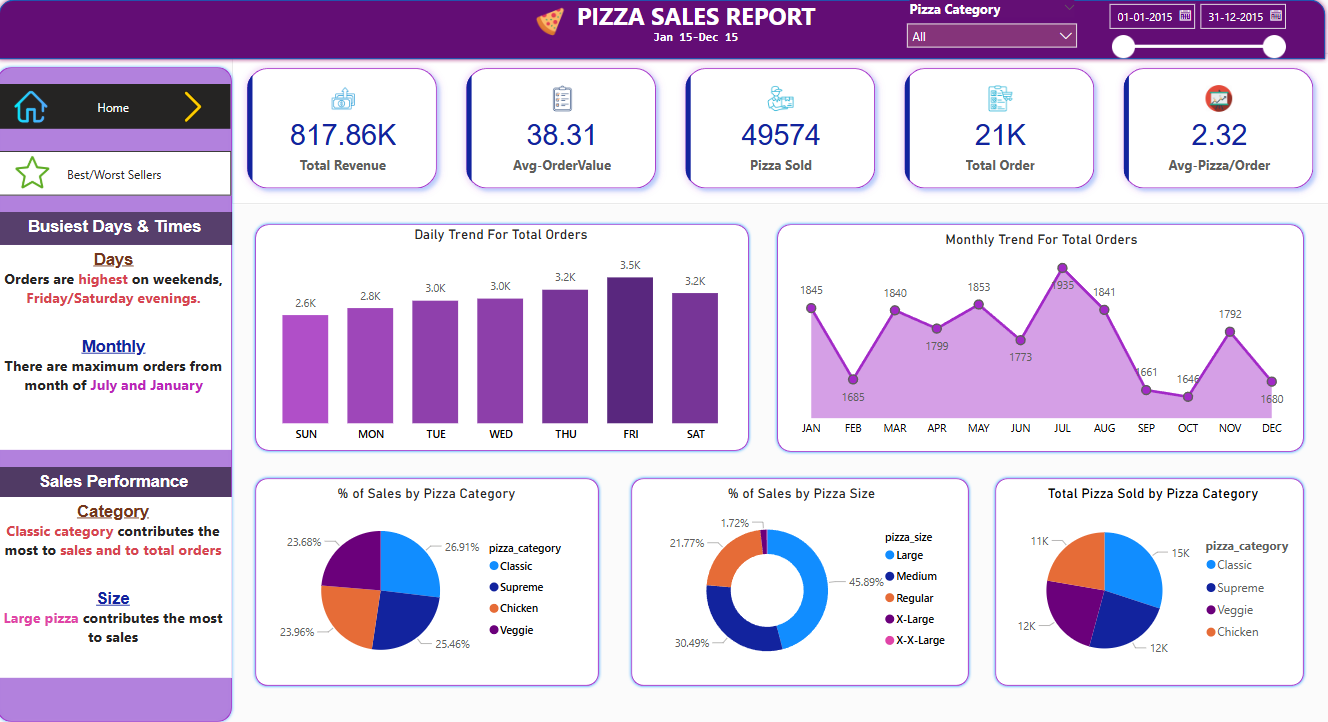 PIZZA SALES REPORT
Jan 15-Dec 15
Pizza Category
All
01-01-2015
31-12-2015
Home
Best/Worst Sellers
Busiest Days & Times
Days
Orders are highest on weekends,
Friday/Saturday evenings.
Monthly
There are maximum orders from
month of July and January
Sales Performance
Category
Classic category contributes the
most to sales and to total orders
Size
Large pizza contributes the most
to sales
817.86K
Total Revenue
38.31
Avg-OrderValue
49574
Pizza Sold
21K
Total Order
2.32
Avg-Pizza/Order
Daily Trend For Total Orders
2.6K
2.8K
3.0K
3.0K
3.2K
3.5K
3.2K
SUN
MON
TUE
WED
THU
FRI
SAT
Monthly Trend For Total Orders
1845
1685
1840
1799
1853
1773
1935
1841
1661
1646
1792
1680
JAN
FEB
MAR
APR
MAY
JUN
JUL
AUG
SEP
OCT
NOV
DEC
% of Sales by Pizza Category
26.91%
25.46%
23.96%
23.68%
pizza_category
Classic
Supreme
Chicken
Veggie
% of Sales by Pizza Size
1.72%
21.77%
45.89%
30.49%
pizza_size
Large
Medium
Regular
X-Large
X-X-Large
Total Pizza Sold by Pizza Category
11K
15K
12K
12K
pizza_category
Classic
Supreme
Veggie
Chicken